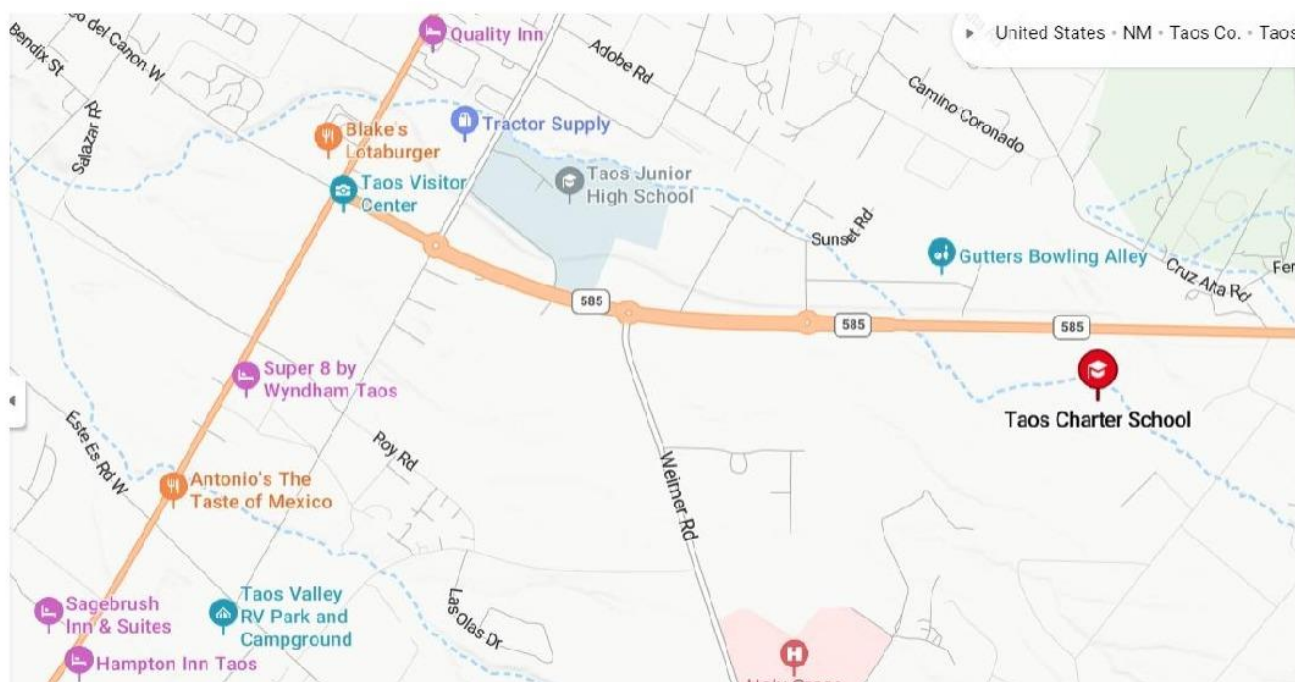 United States • NM • Taos Co. • Taos
Bendix St
del Canon W
Quality Inn
Adobe Rd
Camino Coronado
Salazar R
Blake's
Lotaburger
Tractor Supply
Taos Visitor
Center
Taos Junior
High School
Sunset Rd
Gutters Bowling Alley
Cruz Alta Rd
Fer
585
585
585
Super 8 by
Wyndham Taos
Taos Charter School
Este Es Rd W
Roy Rd
Weimer Rd
Antonio's The
Taste of Mexico
Sagebrush
Inn & Suites
Taos Valley
RV Park and
Campground
Las Olas Dr
Hampton Inn Taos
H